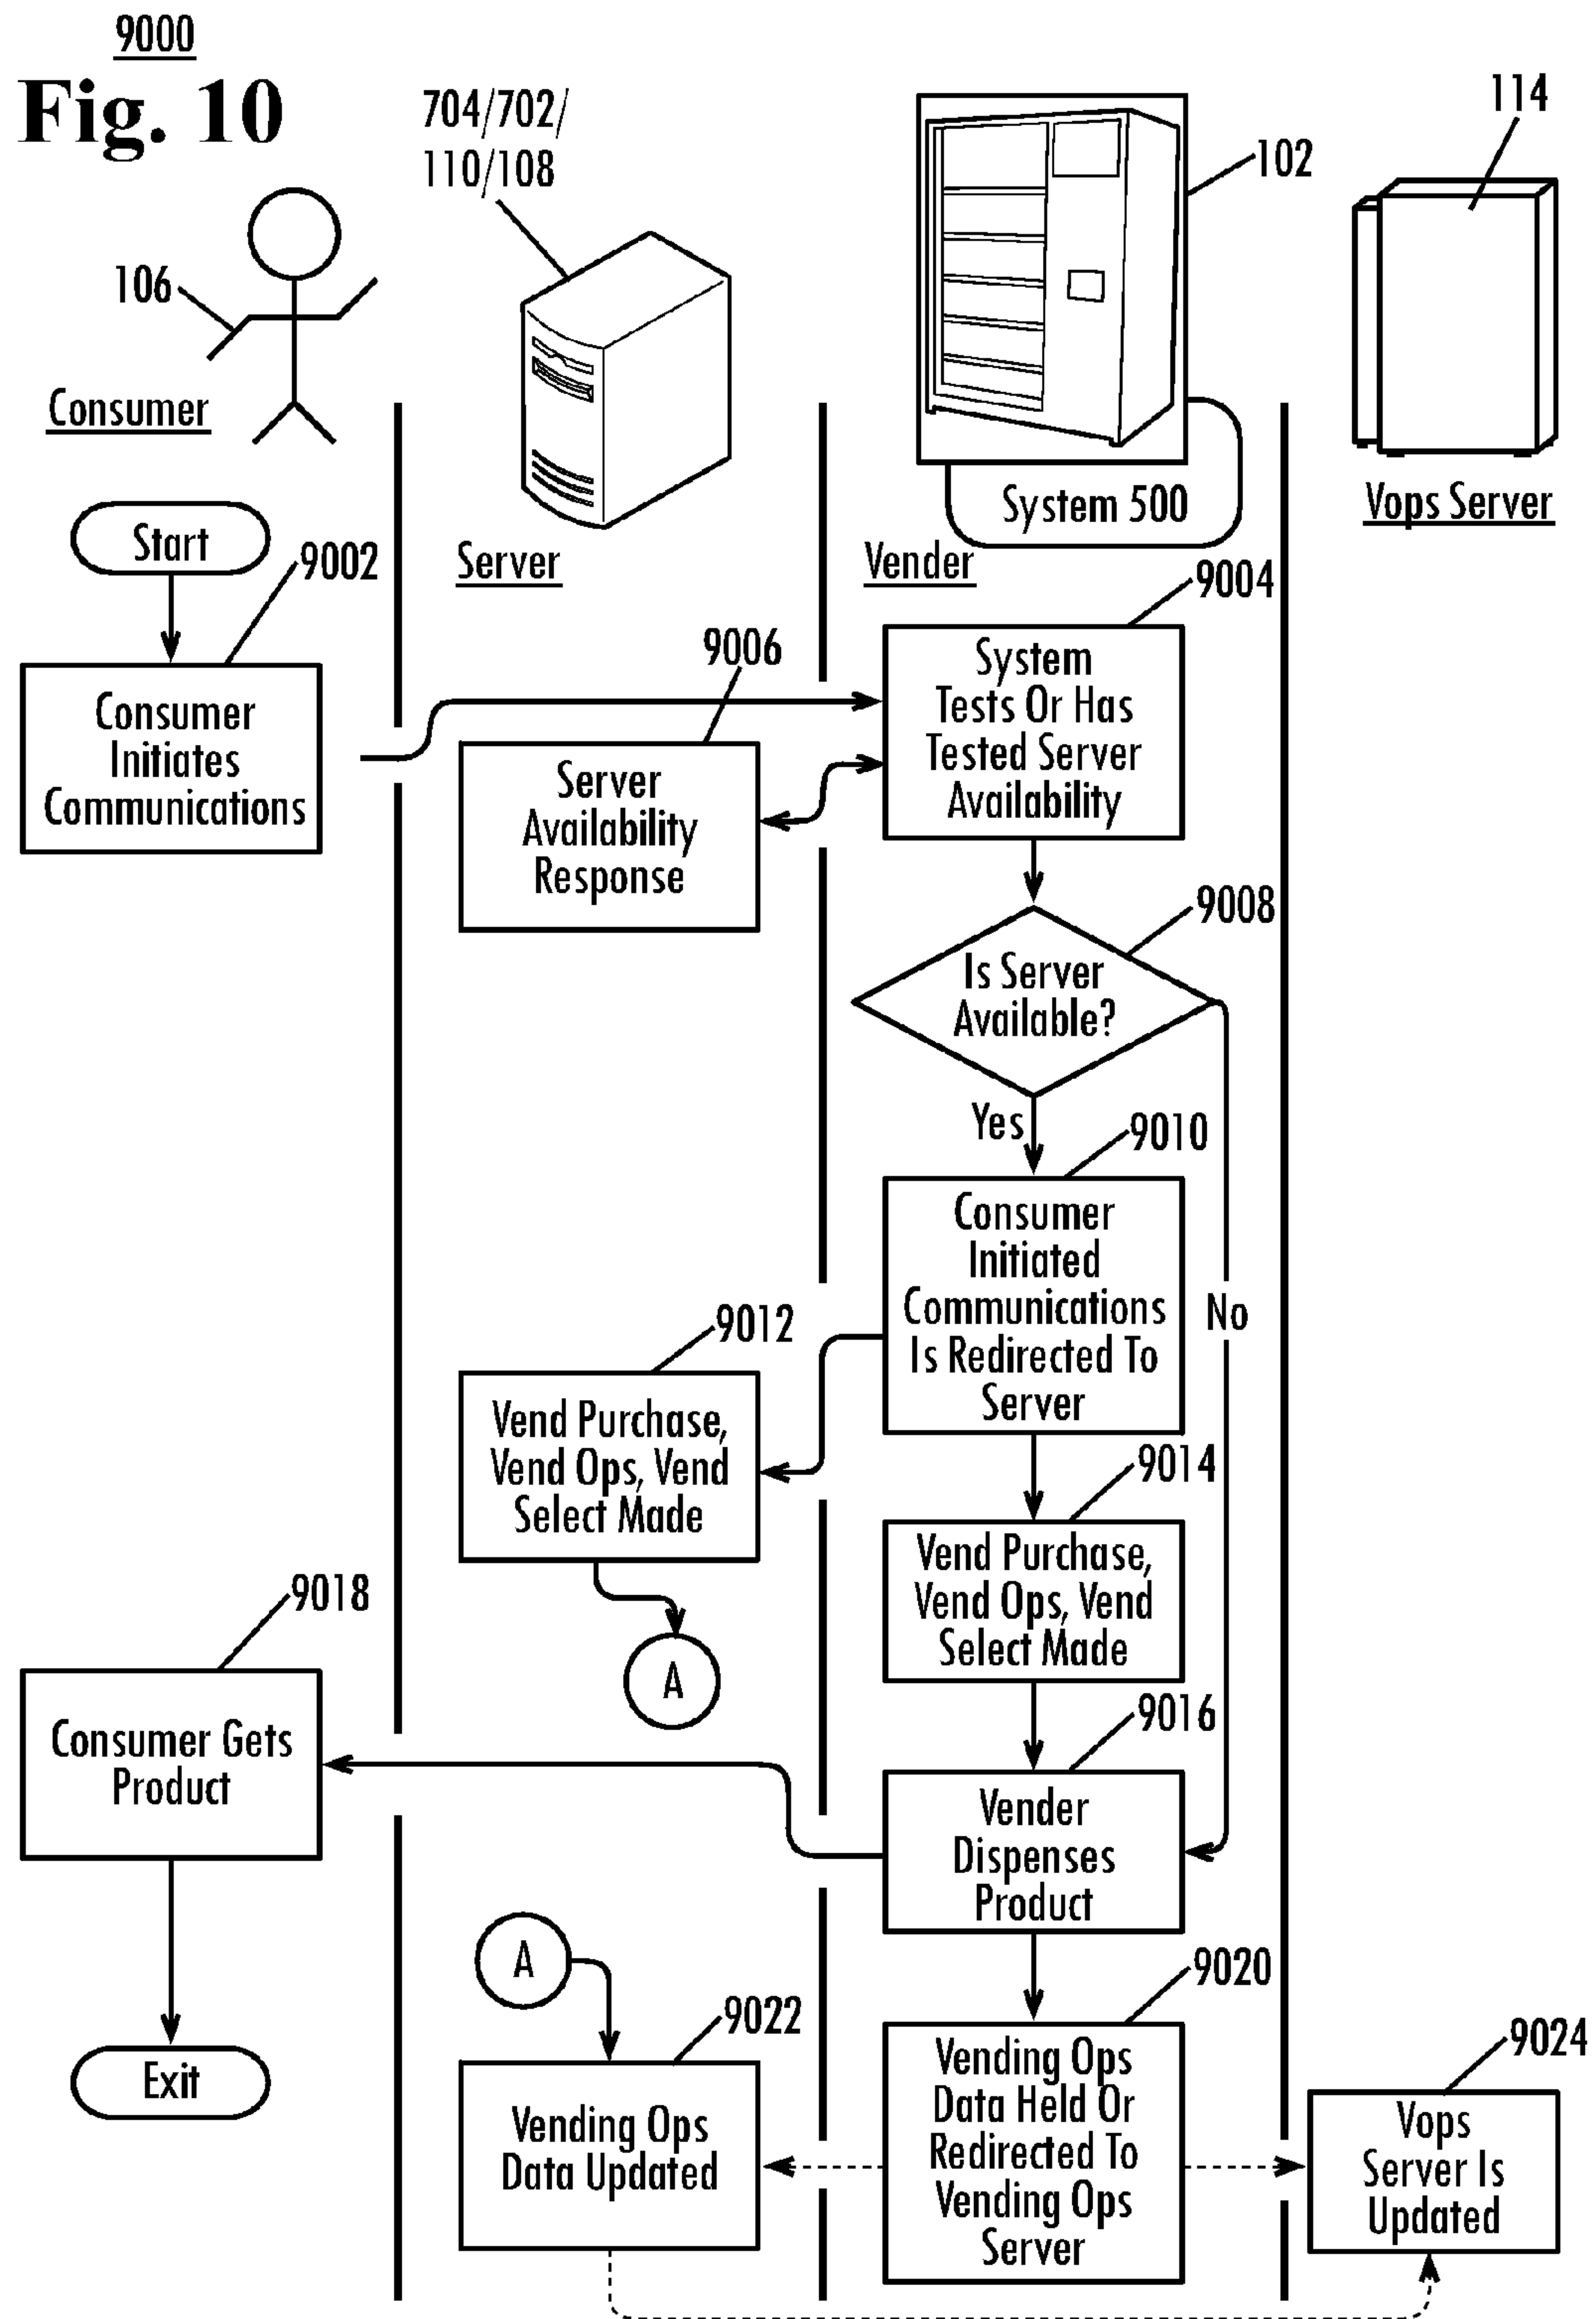 9000
Fig. 10
704/702/
110/108
114
102
106
Consumer
System 500
Vops Server
Start
9002
Server
Vender
9004
9006
System
Tests Or Has
Tested Server
Availability
Consumer
Initiates
Communications
Server
Availability
Response
9008
Is Server
Available?
Yes
9010
Consumer
Initiated
Communications
Is Redirected To
Server
No
9012
Vend Purchase,
Vend Ops, Vend
Select Made
9014
Vend Purchase,
Vend Ops, Vend
Select Made
9018
A
9016
Consumer Gets
Product
Vender
Dispenses
Product
A
9020
9022
9024
Exit
Vending Ops
Data Updated
Vending Ops
Data Held Or
Redirected To
Vending Ops
Server
Vops
Server Is
Updated